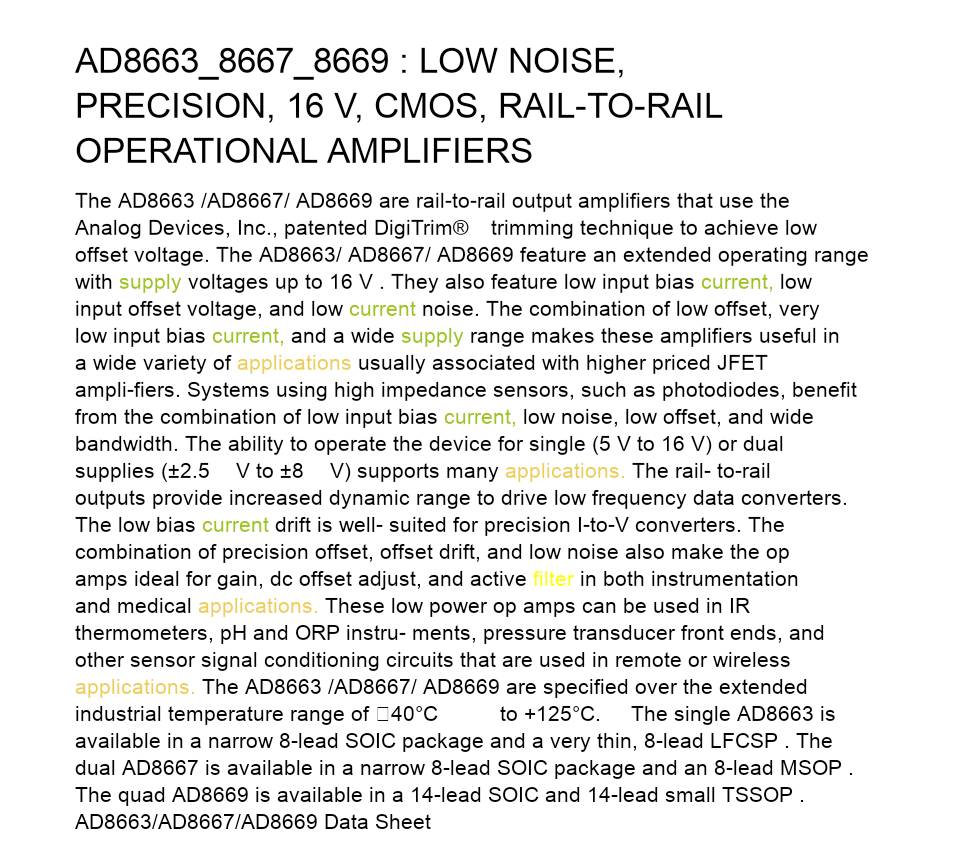 AD8663_8667_8669 : LOW NOISE,
PRECISION, 16 V, CMOS, RAIL-TO-RAIL
OPERATIONAL AMPLIFIERS
The AD8663 /AD8667/ AD8669 are rail-to-rail output amplifiers that use the
Analog Devices, Inc., patented DigiTrim® trimming technique to achieve low
offset voltage. The AD8663/ AD8667/ AD8669 feature an extended operating range
with supply voltages up to 16 V . They also feature low input bias current, low
input offset voltage, and low current noise. The combination of low offset, very
low input bias current, and a wide supply range makes these amplifiers useful in
a wide variety of applications usually associated with higher priced JFET
ampli-fiers. Systems using high impedance sensors, such as photodiodes, benefit
from the combination of low input bias current, low noise, low offset, and wide
bandwidth. The ability to operate the device for single (5 V to 16 V) or dual
supplies (±2.5 V to ±8 V) supports many applications. The rail- to-rail
outputs provide increased dynamic range to drive low frequency data converters.
The low bias current drift is well- suited for precision I-to-V converters. The
combination of precision offset, offset drift, and low noise also make the op
amps ideal for gain, dc offset adjust, and active filter in both instrumentation
and medical applications. These low power op amps can be used in IR
thermometers, pH and ORP instru- ments, pressure transducer front ends, and
other sensor signal conditioning circuits that are used in remote or wireless
applications. The AD8663 /AD8667/ AD8669 are specified over the extended
industrial temperature range of □40°C to +125°C. The single AD8663 is
available in a narrow 8-lead SOIC package and a very thin, 8-lead LFCSP . The
dual AD8667 is available in a narrow 8-lead SOIC package and an 8-lead MSOP .
The quad AD8669 is available in a 14-lead SOIC and 14-lead small TSSOP .
AD8663/AD8667/AD8669 Data Sheet